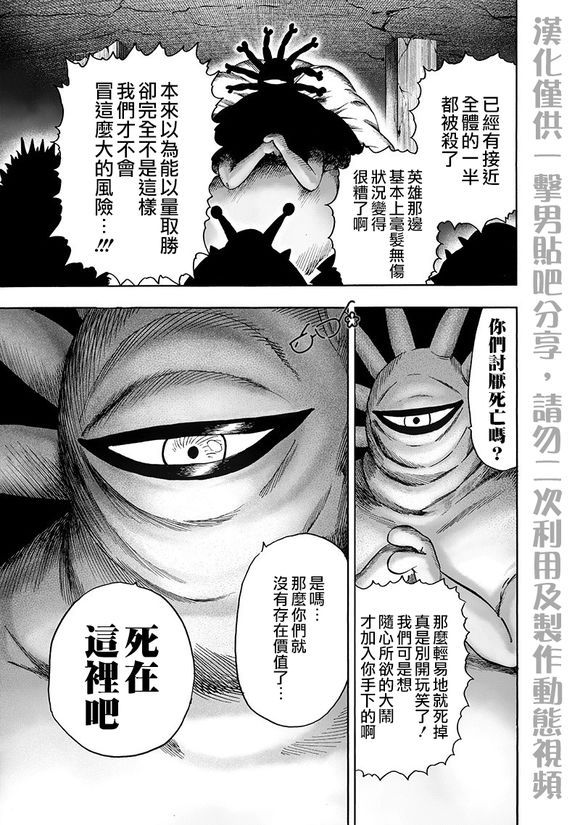 已經有接近
全體的一半
都被殺了
英雄那邊
基本上毫髮無傷
狀況變得
很糟了啊
本來以為能以量取勝
卻完全不是這樣
我們才不會
冒這麼大的風險…!!!
你們討厭死亡嗎？
那麼輕易地就死掉
真是別開玩笑了！
我們可是想
隨心所欲的大鬧
才加入你手下的啊
是嗎…
那麼你們就
沒有存在價值了…
死在
這裡吧
漢化僅供一擊男貼吧分享，請勿二次利用及製作動態視頻